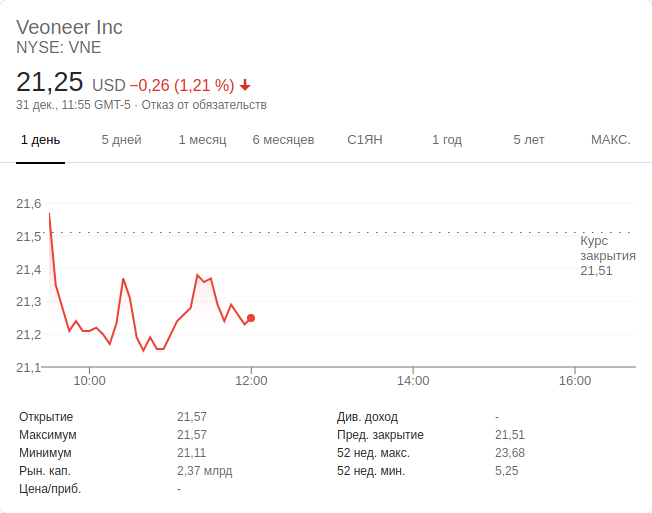 Veoneer Inc
NYSE: VNE
21,25 USD −0,26 (1,21 %)
31 дек., 11:55 GMT-5 · Отказ от обязательств
1 день 5 дней 1 месяц 6 месяцев С1ЯН 1 год 5 лет МАКС.
21,6
21,5
Курс
закрытия
21,4
21,51
21,3
21,2
21,1
10:00 12:00 14:00 16:00
Открытие 21,57 Див. доход -
Максимум 21,57 Пред. закрытие 21,51
Минимум 21,11 52 нед. макс. 23,68
Рын. кап. 2,37 млрд 52 нед. мин. 5,25
Цена/приб. -